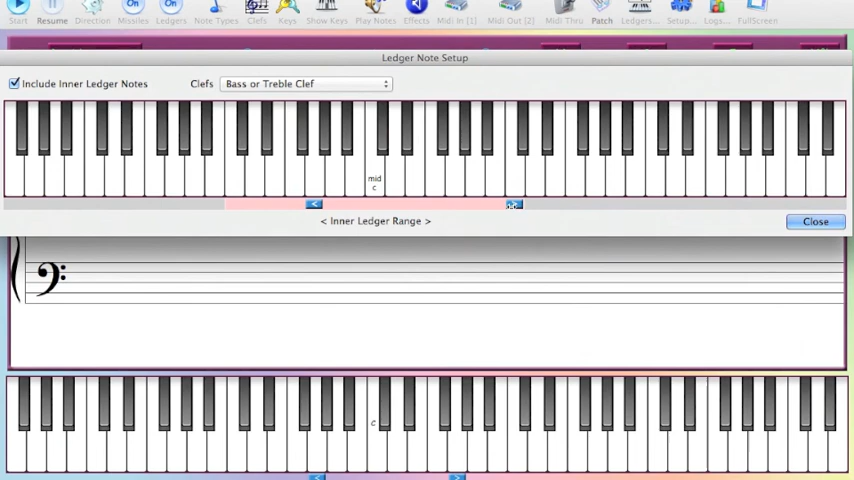 Start Resume Direction Missiles Ledgers Note Types Clefs Keys Show Keys Play Notes Effects Midi In [1] Midi Out [2] Midi Thru Patch Ledgers... Setup... Logs... FullScreen
Ledger Note Setup
Include Inner Ledger Notes Clefs Bass or Treble Clef
mid
c
< >
< Inner Ledger Range > Close
c
< >